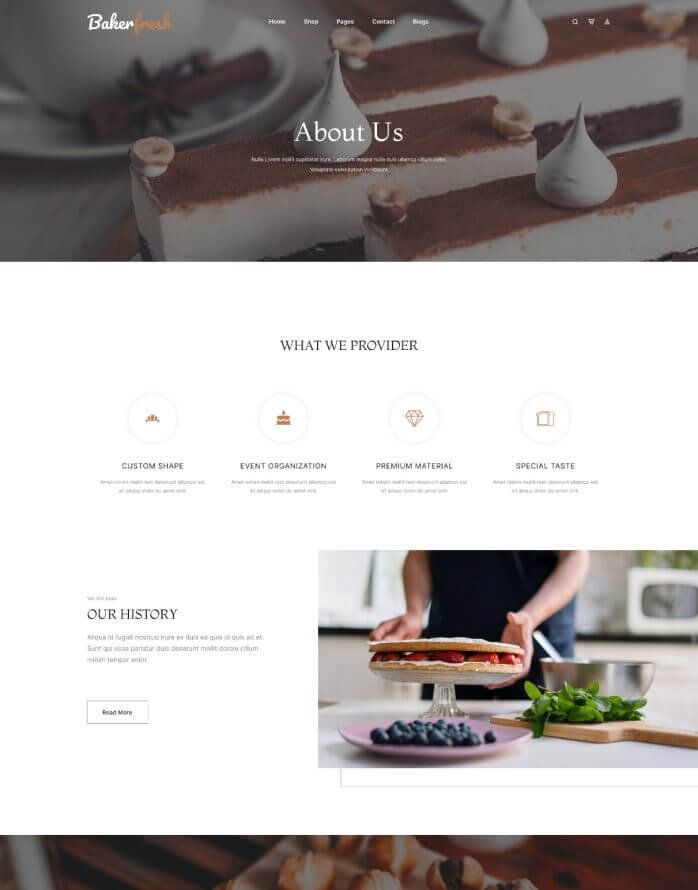 Bakerfresh
Home Shop Pages Contact Blogs
About Us
Nulla Lorem mollit cupidatat irure. Laborum magna nulla duis ullamco cillum dolor.
Voluptate exercitation incididunt.
WHAT WE PROVIDER
CUSTOM SHAPE
Amet minim mollit non deserunt ullamco est
sit aliqua dolor do amet sint.
EVENT ORGANIZATION
Amet minim mollit non deserunt ullamco est
sit aliqua dolor do amet sint.
PREMIUM MATERIAL
Amet minim mollit non deserunt ullamco est
sit aliqua dolor do amet sint.
SPECIAL TASTE
Amet minim mollit non deserunt ullamco est
sit aliqua dolor do amet sint.
We Are
OUR HISTORY
Aliqua id fugiat nostrud irure ex duis ea quis id quis ad et.
Sunt qui esse pariatur duis deserunt mollit dolore cillum
minim tempor enim.
Read More